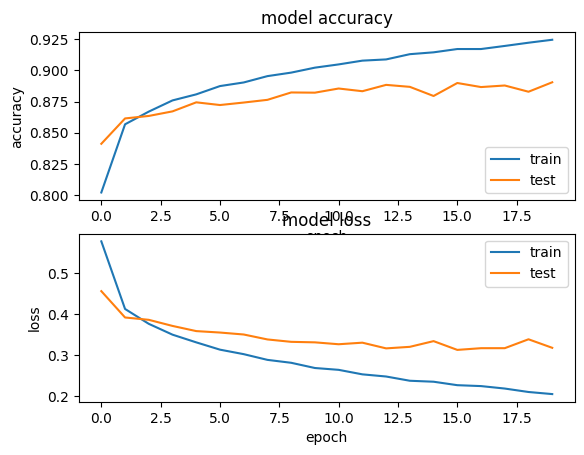 model accuracy
0.925
0.900
0.875
0.850
0.825
0.800
accuracy
train
test
0.0 2.5 5.0 7.5 10.0 12.5 15.0 17.5
epoch
model loss
0.5
0.4
0.3
0.2
loss
train
test
0.0 2.5 5.0 7.5 10.0 12.5 15.0 17.5
epoch